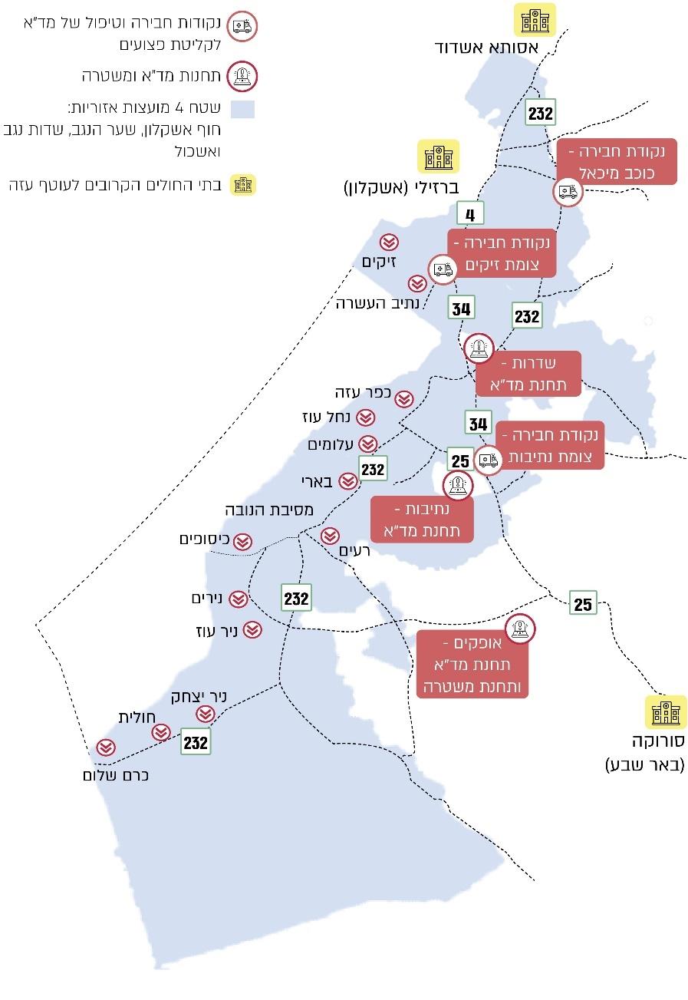 נקודות חבירה וטיפול של מד"א
לקליטת פצועים
תחנות מד"א ומשטרה
שטח 4 מועצות אזוריות:
חוף אשקלון, שער הנגב, שדות נגב
ואשכול
בתי החולים הקרובים לעוטף עזה
אסותא אשדוד
232
נקודת חבירה -
כוכב מיכאל
ברזילי (אשקלון)
4
נקודת חבירה -
צומת זיקים
זיקים
נתיב העשרה
34
232
שדרות -
תחנת מד"א
כפר עזה
נחל עוז
34
נקודת חבירה -
צומת נתיבות
עלומים
232
25
בארי
נתיבות -
תחנת מד"א
מסיבת הנובה
כיסופים
רעים
נירים
232
25
ניר עוז
אופקים -
תחנת מד"א
ותחנת משטרה
ניר יצחק
חולית
232
כרם שלום
סורוקה
(באר שבע)